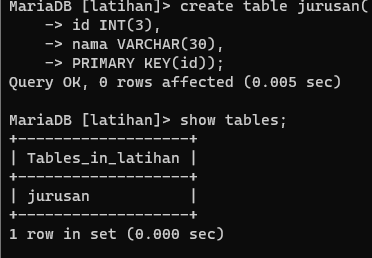 MariaDB [latihan]> create table jurusan(
    -> id INT(3),
    -> nama VARCHAR(30),
    -> PRIMARY KEY(id));
Query OK, 0 rows affected (0.005 sec)
MariaDB [latihan]> show tables;
+-------------------+
| Tables_in_latihan |
+-------------------+
| jurusan           |
+-------------------+
1 row in set (0.000 sec)